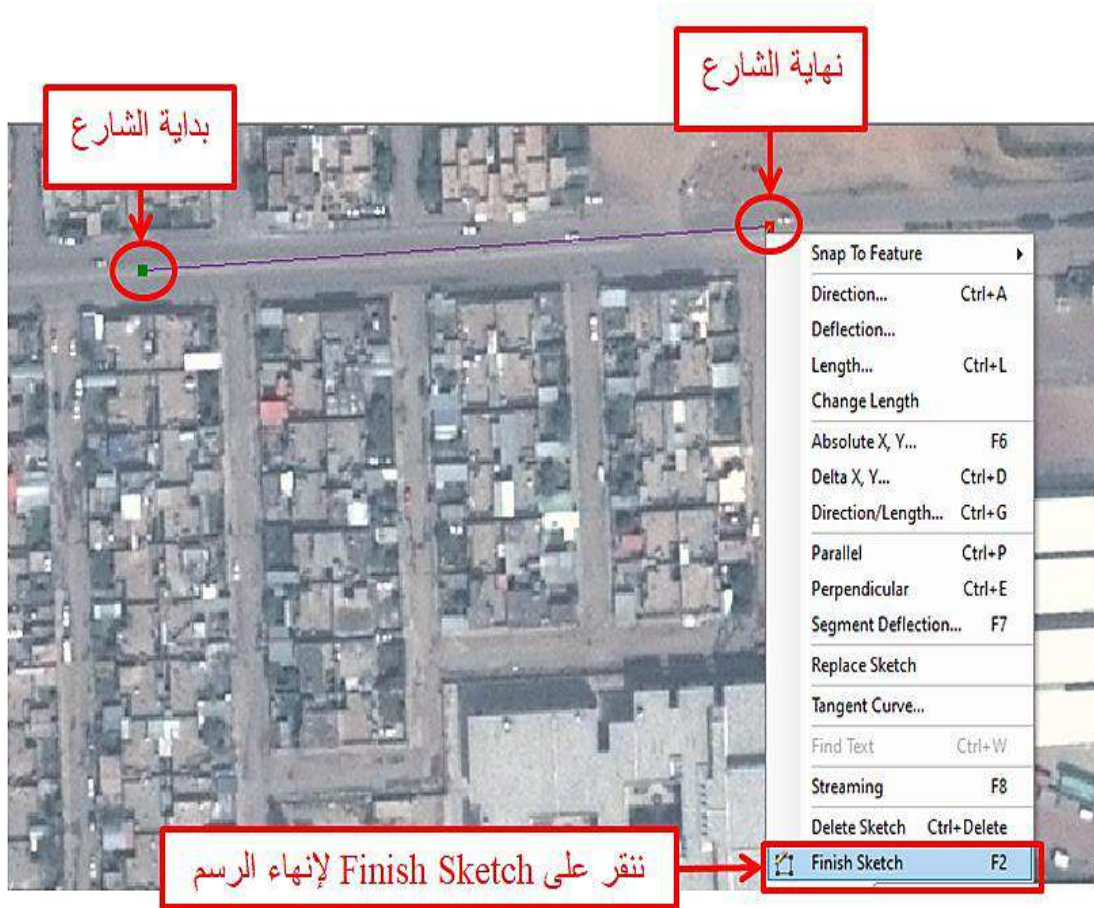 نهاية الشارع
بداية الشارع
Snap To Feature
Direction... Ctrl+A
Deflection...
Length... Ctrl+L
Change Length
Absolute X, Y... F6
Delta X, Y... Ctrl+D
Direction/Length... Ctrl+G
Parallel Ctrl+P
Perpendicular Ctrl+E
Segment Deflection... F7
Replace Sketch
Tangent Curve...
Find Text Ctrl+W
Streaming F8
Delete Sketch Ctrl+Delete
Finish Sketch F2
ننقر على Finish Sketch لإنهاء الرسم